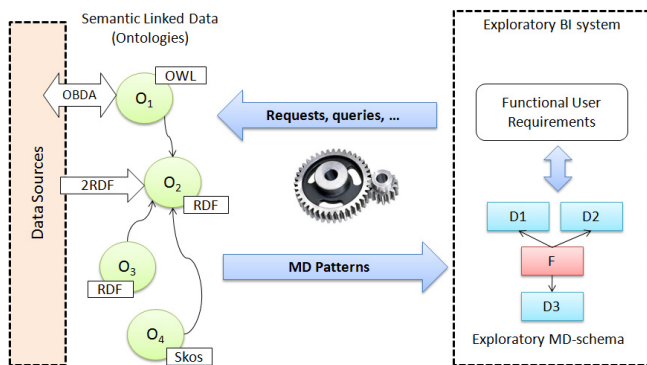 Semantic Linked Data
(Ontologies)
Data Sources
OBDA
OWL
O1
2RDF
O2
RDF
O3
RDF
O4
Skos
Requests, queries, ...
MD Patterns
Exploratory BI system
Functional User
Requirements
D1
D2
F
D3
Exploratory MD-schema